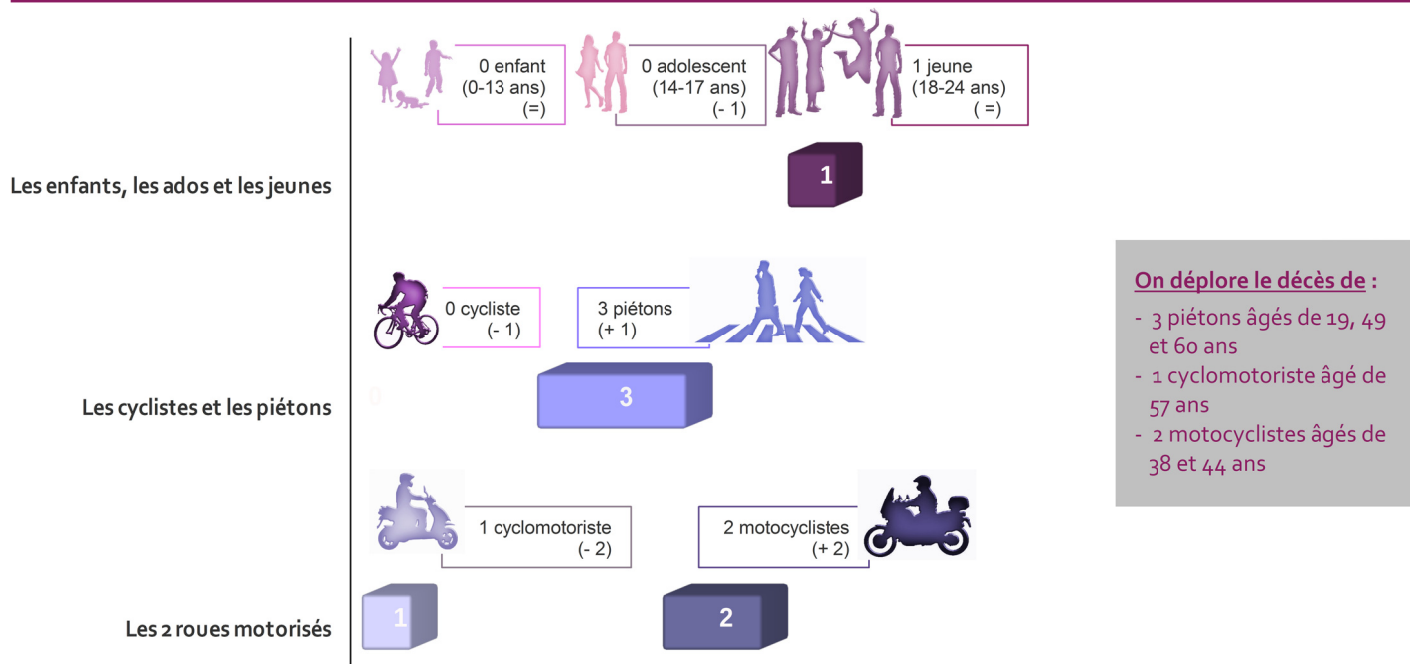 0 enfant
(0-13 ans)
(=)
0 adolescent
(14-17 ans)
(- 1)
1 jeune
(18-24 ans)
( =)
1
Les enfants, les ados et les jeunes
0 cycliste
(- 1)
3 piétons
(+ 1)
0
3
Les cyclistes et les piétons
1 cyclomotoriste
(- 2)
2 motocyclistes
(+ 2)
1
2
Les 2 roues motorisés
On déplore le décès de :
- 3 piétons âgés de 19, 49
et 60 ans
- 1 cyclomotoriste âgé de
57 ans
- 2 motocyclistes âgés de
38 et 44 ans